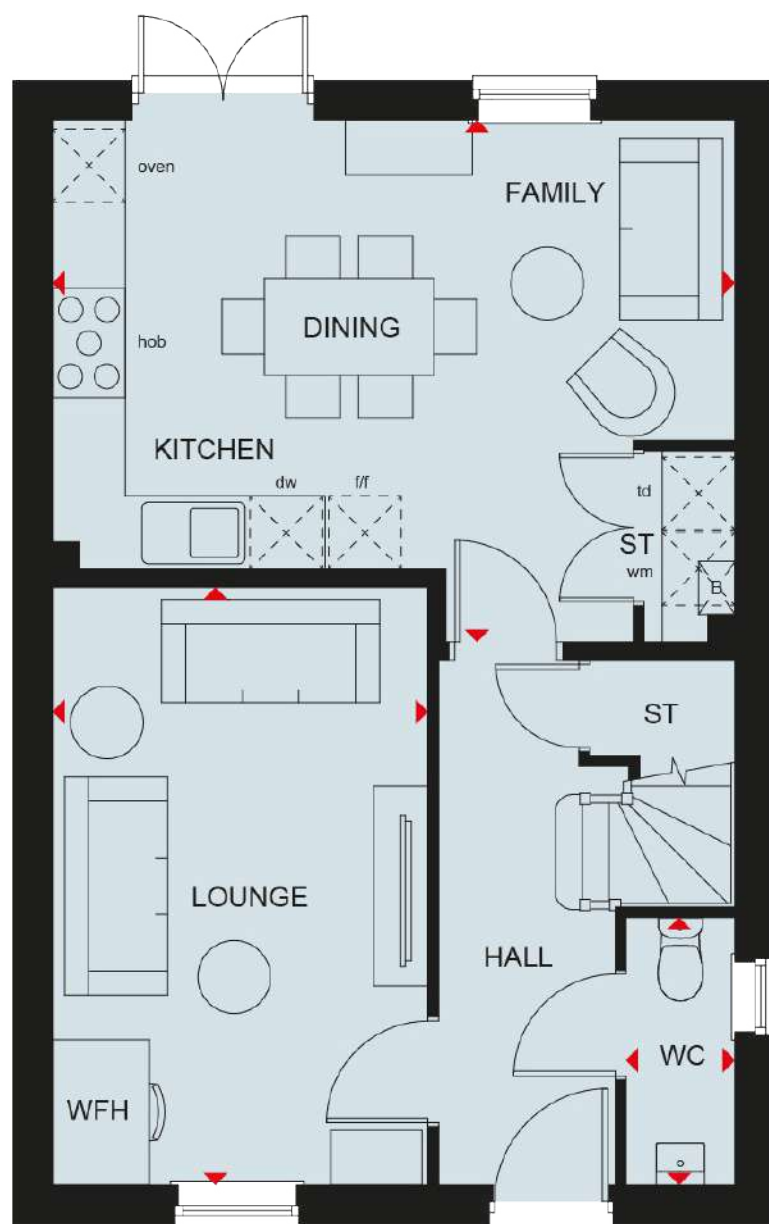 oven
FAMILY
hob
DINING
KITCHEN
dw
f/f
td
ST
wm
B
ST
LOUNGE
HALL
WC
WFH